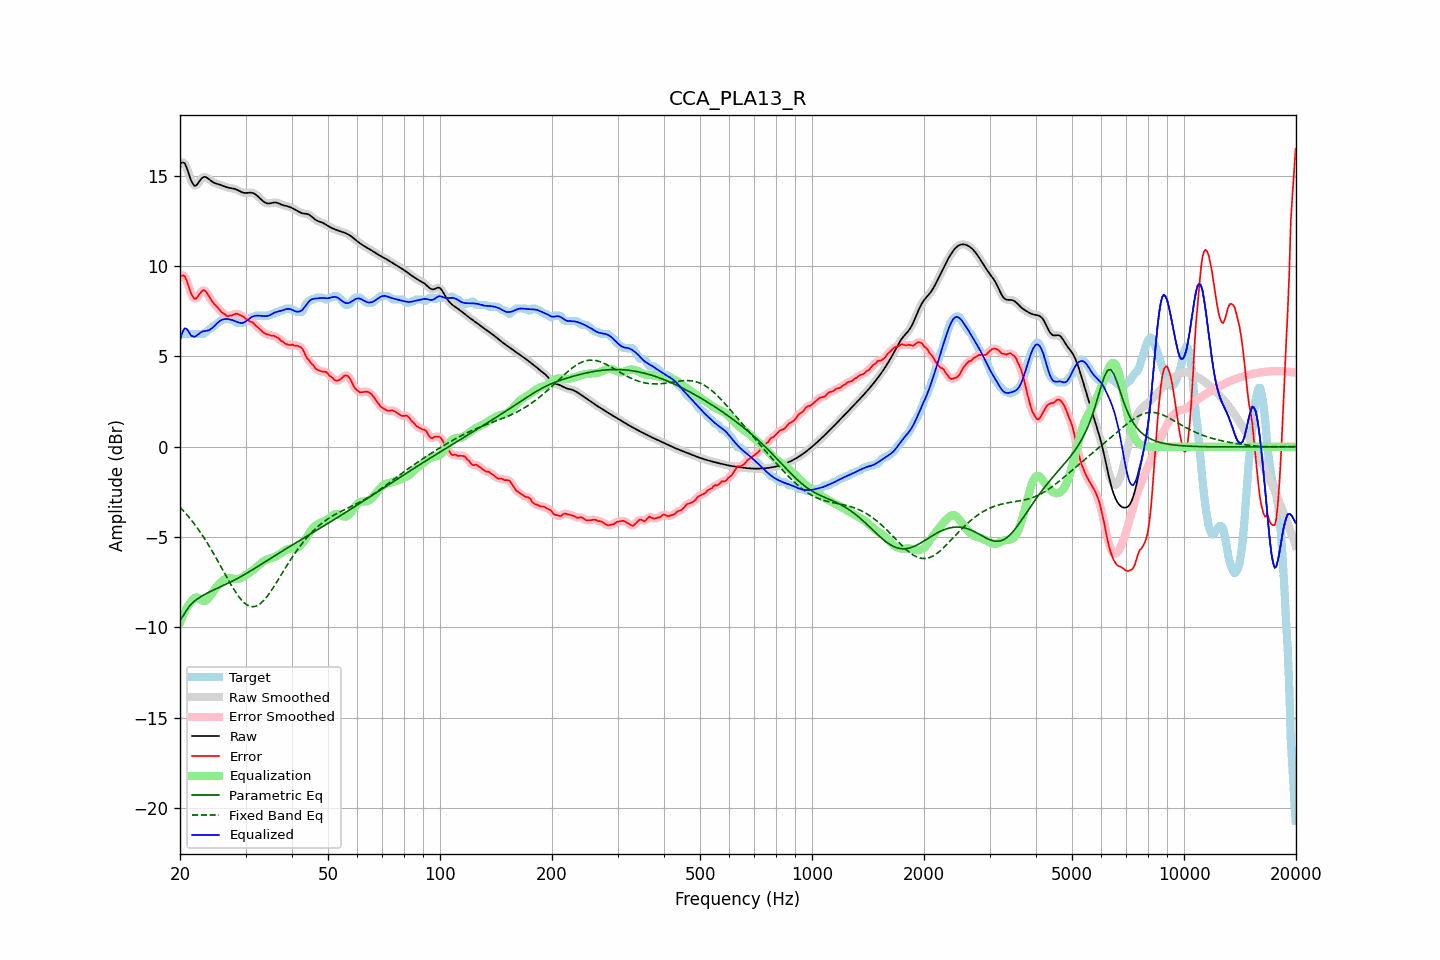 CCA_PLA13_R
Amplitude (dBr)
15
10
5
0
−5
−10
−15
−20
Target
Raw Smoothed
Error Smoothed
Raw
Error
Equalization
Parametric Eq
Fixed Band Eq
Equalized
20 50 100 200 500 1000 2000 5000 10000 20000
Frequency (Hz)